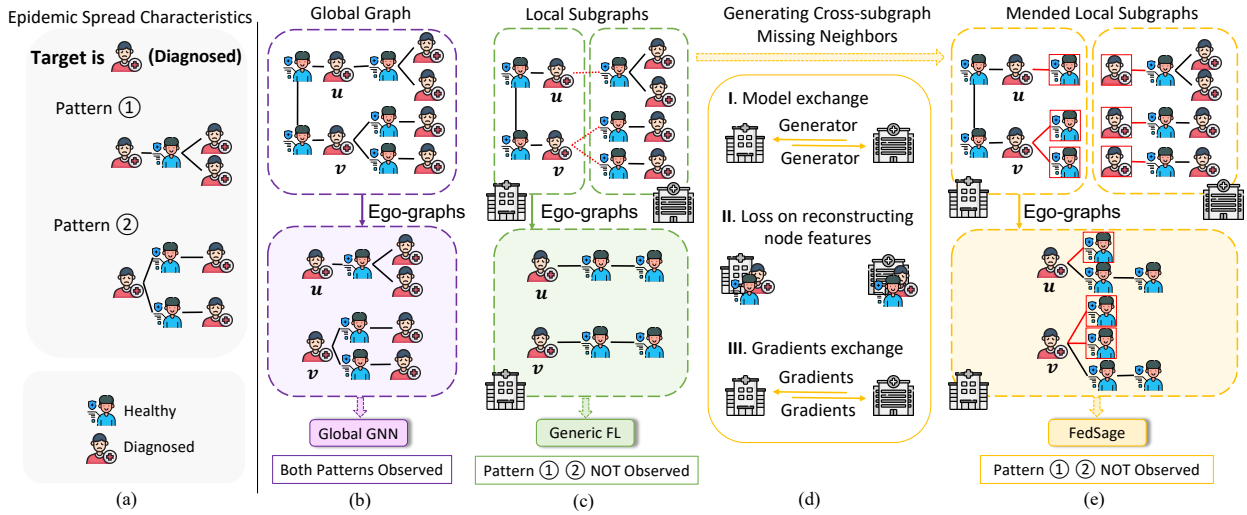 Epidemic Spread Characteristics
Target is (Diagnosed)
Pattern ①
Pattern ②
Healthy
Diagnosed
(a)
Global Graph
u
v
Ego-graphs
u
v
Global GNN
Both Patterns Observed
(b)
Local Subgraphs
u
v
Ego-graphs
u
v
Generic FL
Pattern ① ② NOT Observed
(c)
Generating Cross-subgraph
Missing Neighbors
I. Model exchange
Generator
Generator
II. Loss on reconstructing
node features
III. Gradients exchange
Gradients
Gradients
(d)
Mended Local Subgraphs
u
v
Ego-graphs
u
v
FedSage
Pattern ① ② NOT Observed
(e)